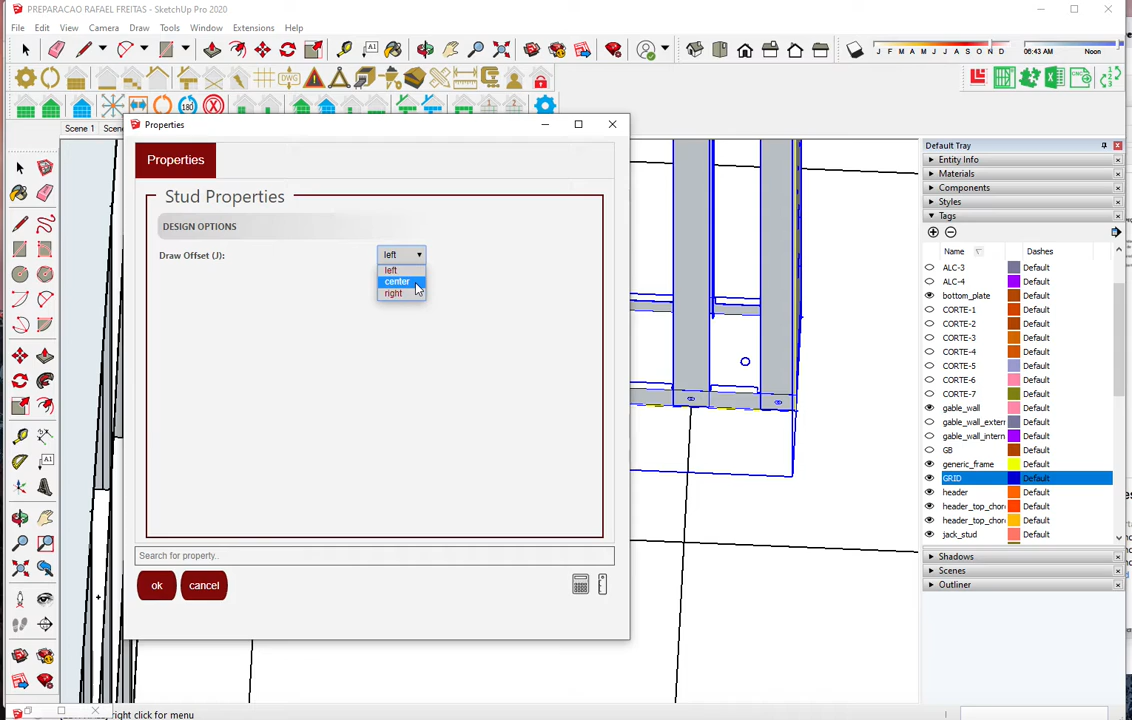 PREPARACAO RAFAEL FREITAS - SketchUp Pro 2020
File Edit View Camera Draw Tools Window Extensions Help
J F M A M J J A S O N D 06:43 AM Noon
DWG
180
1 2
Scene 1
Properties
Properties
Stud Properties
DESIGN OPTIONS
Draw Offset (J): left
left
center
right
Search for property..
ok cancel
right click for menu
Default Tray
Entity Info
Materials
Components
Styles
Tags
Name Dashes
ALC-3 Default
ALC-4 Default
bottom_plate Default
CORTE-1 Default
CORTE-2 Default
CORTE-3 Default
CORTE-4 Default
CORTE-5 Default
CORTE-6 Default
CORTE-7 Default
gable_wall Default
gable_wall_extern Default
gable_wall_intern Default
GB Default
generic_frame Default
GRID Default
header Default
header_top_chor Default
header_top_chor Default
jack_stud Default
Shadows
Scenes
Outliner